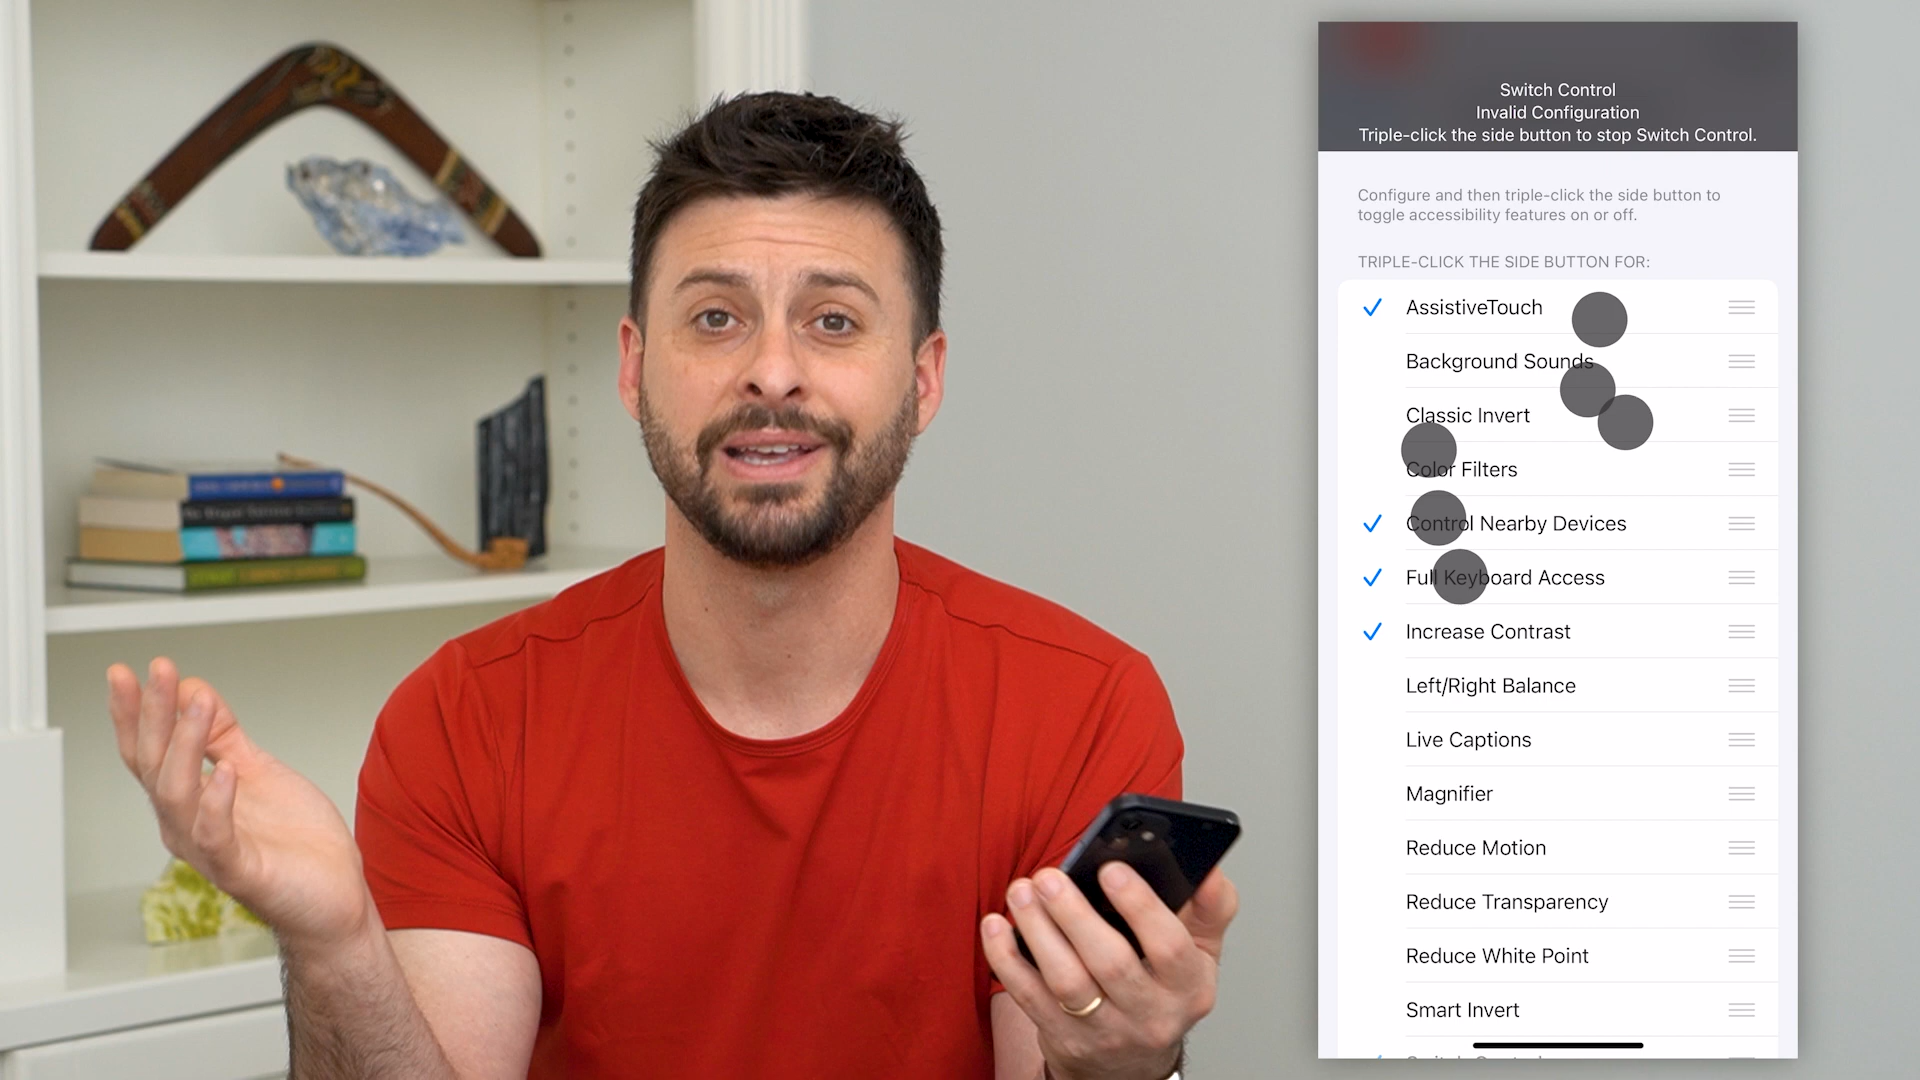 Switch Control
Invalid Configuration
Triple-click the side button to stop Switch Control.
Configure and then triple-click the side button to
toggle accessibility features on or off.
TRIPLE-CLICK THE SIDE BUTTON FOR:
AssistiveTouch
Background Sounds
Classic Invert
Color Filters
Control Nearby Devices
Full Keyboard Access
Increase Contrast
Left/Right Balance
Live Captions
Magnifier
Reduce Motion
Reduce Transparency
Reduce White Point
Smart Invert